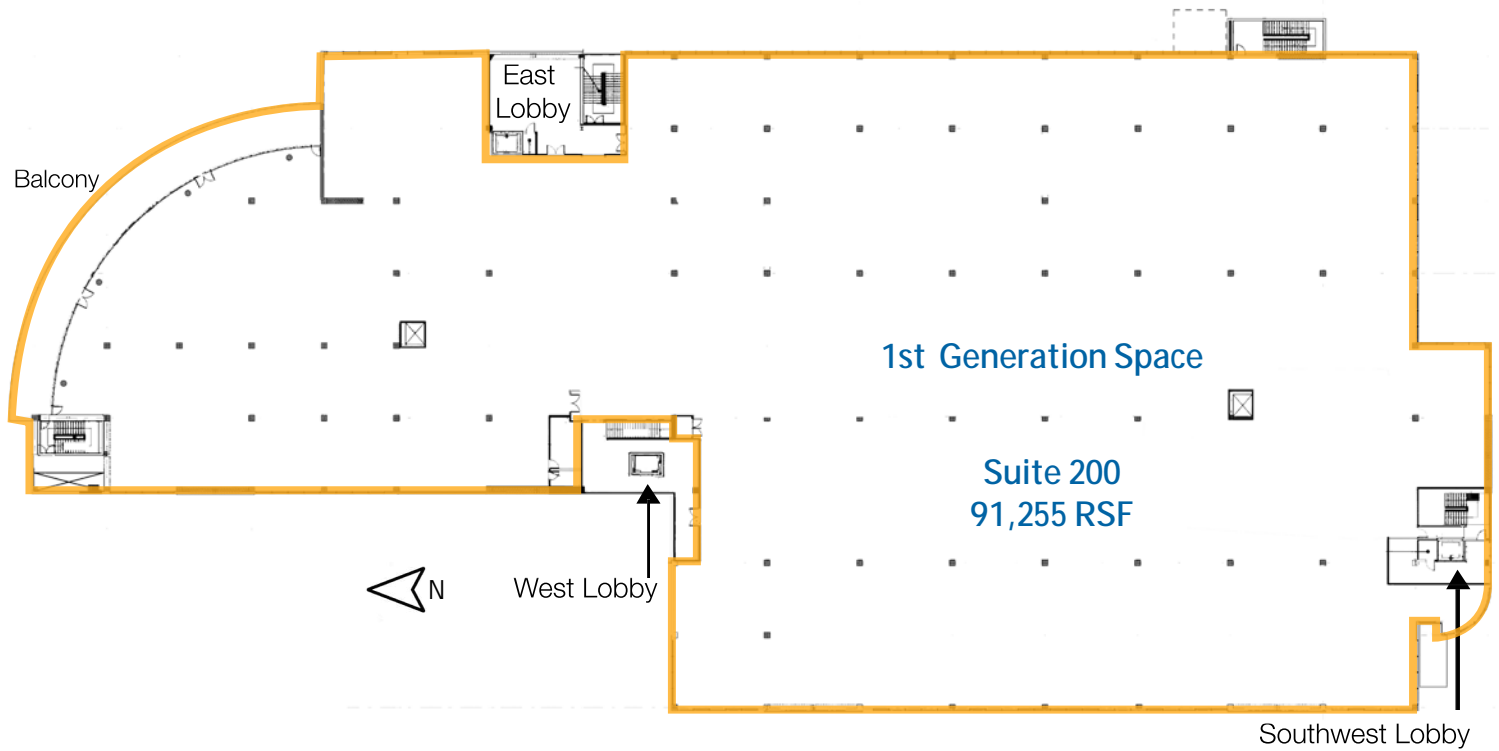 East
Lobby
Balcony
1st Generation Space
Suite 200
91,255 RSF
N
West Lobby
Southwest Lobby